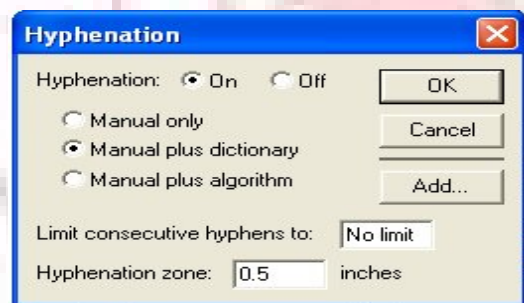 Hyphenation
Hyphenation: On Off
OK
Manual only
Cancel
Manual plus dictionary
Manual plus algorithm
Add...
Limit consecutive hyphens to: No limit
Hyphenation zone: 0.5 inches